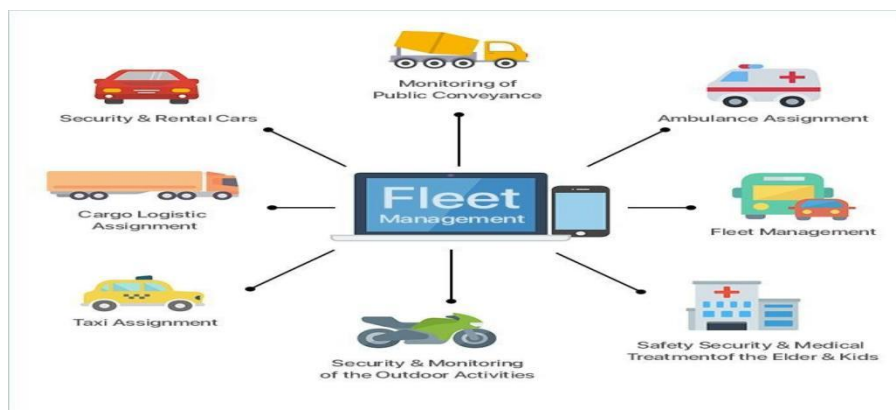 Monitoring of
Public Conveyance
Security & Rental Cars
Ambulance Assignment
Fleet
Management
Cargo Logistic
Assignment
Fleet Management
Taxi Assignment
Security & Monitoring
of the Outdoor Activities
Safety Security & Medical
Treatmentof the Elder & Kids